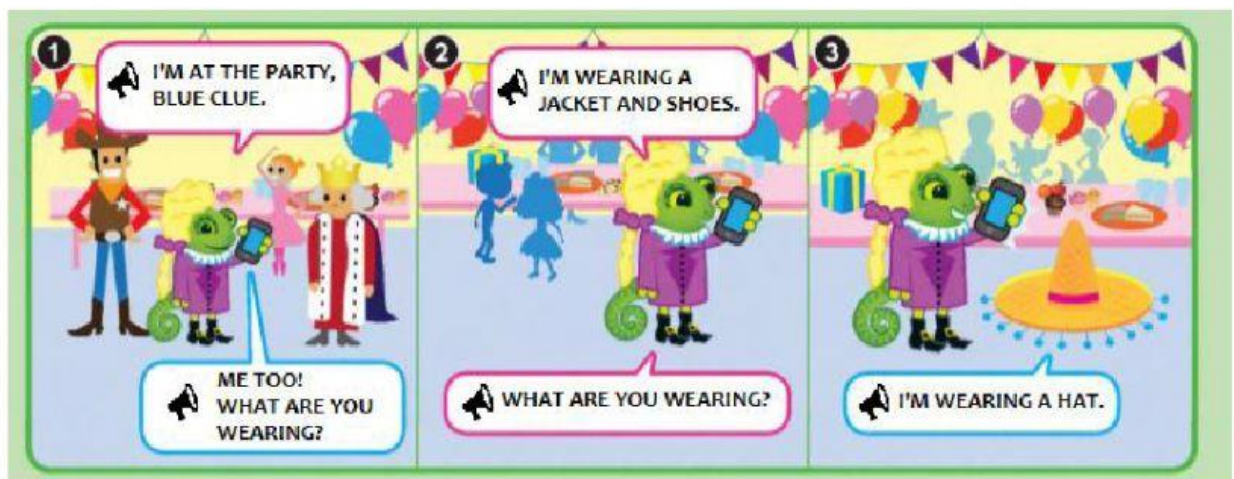 1
I'M AT THE PARTY,
BLUE CLUE.
ME TOO!
WHAT ARE YOU
WEARING?
2
I'M WEARING A
JACKET AND SHOES.
WHAT ARE YOU WEARING?
3
I'M WEARING A HAT.